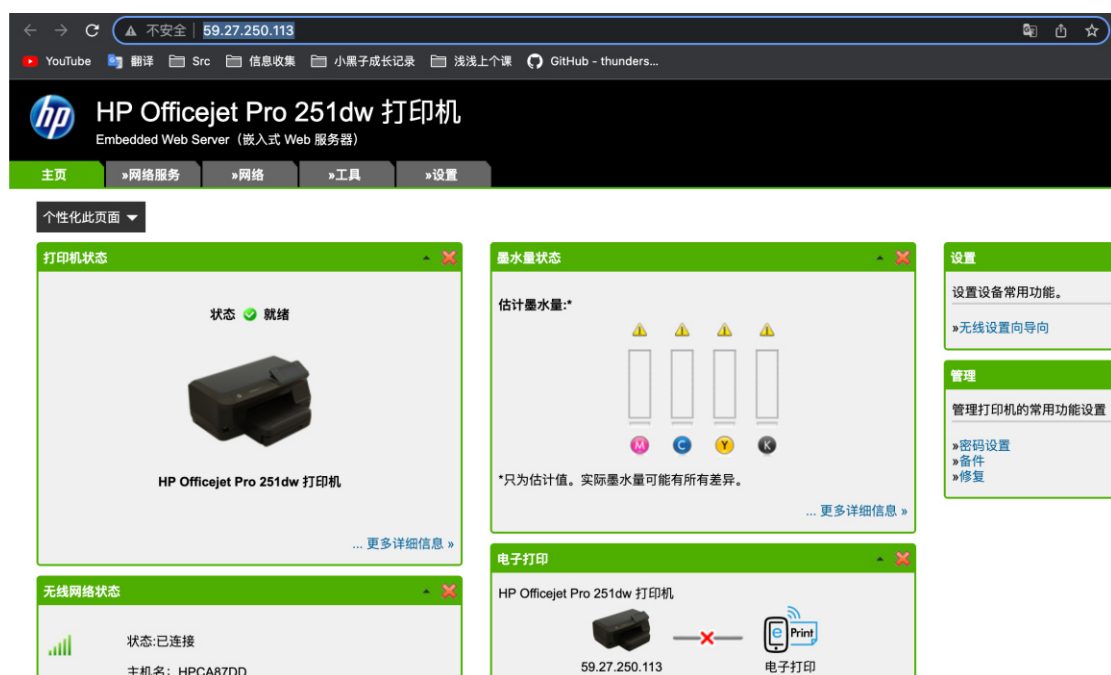 不安全 | 59.27.250.113
YouTube 翻译 Src 信息收集 小黑子成长记录 浅浅上个课 GitHub - thunders...
hp HP Officejet Pro 251dw 打印机
Embedded Web Server（嵌入式 Web 服务器）
主页 »网络服务 »网络 »工具 »设置
个性化此页面
打印机状态
状态 就绪
HP Officejet Pro 251dw 打印机
... 更多详细信息 »
无线网络状态
状态:已连接
主机名：HPCA87DD
墨水量状态
估计墨水量:*
M C Y K
*只为估计值。实际墨水量可能有所有差异。
... 更多详细信息 »
电子打印
HP Officejet Pro 251dw 打印机
e Print
59.27.250.113 电子打印
设置
设置设备常用功能。
»无线设置向导向
管理
管理打印机的常用功能设置
»密码设置
»备件
»修复